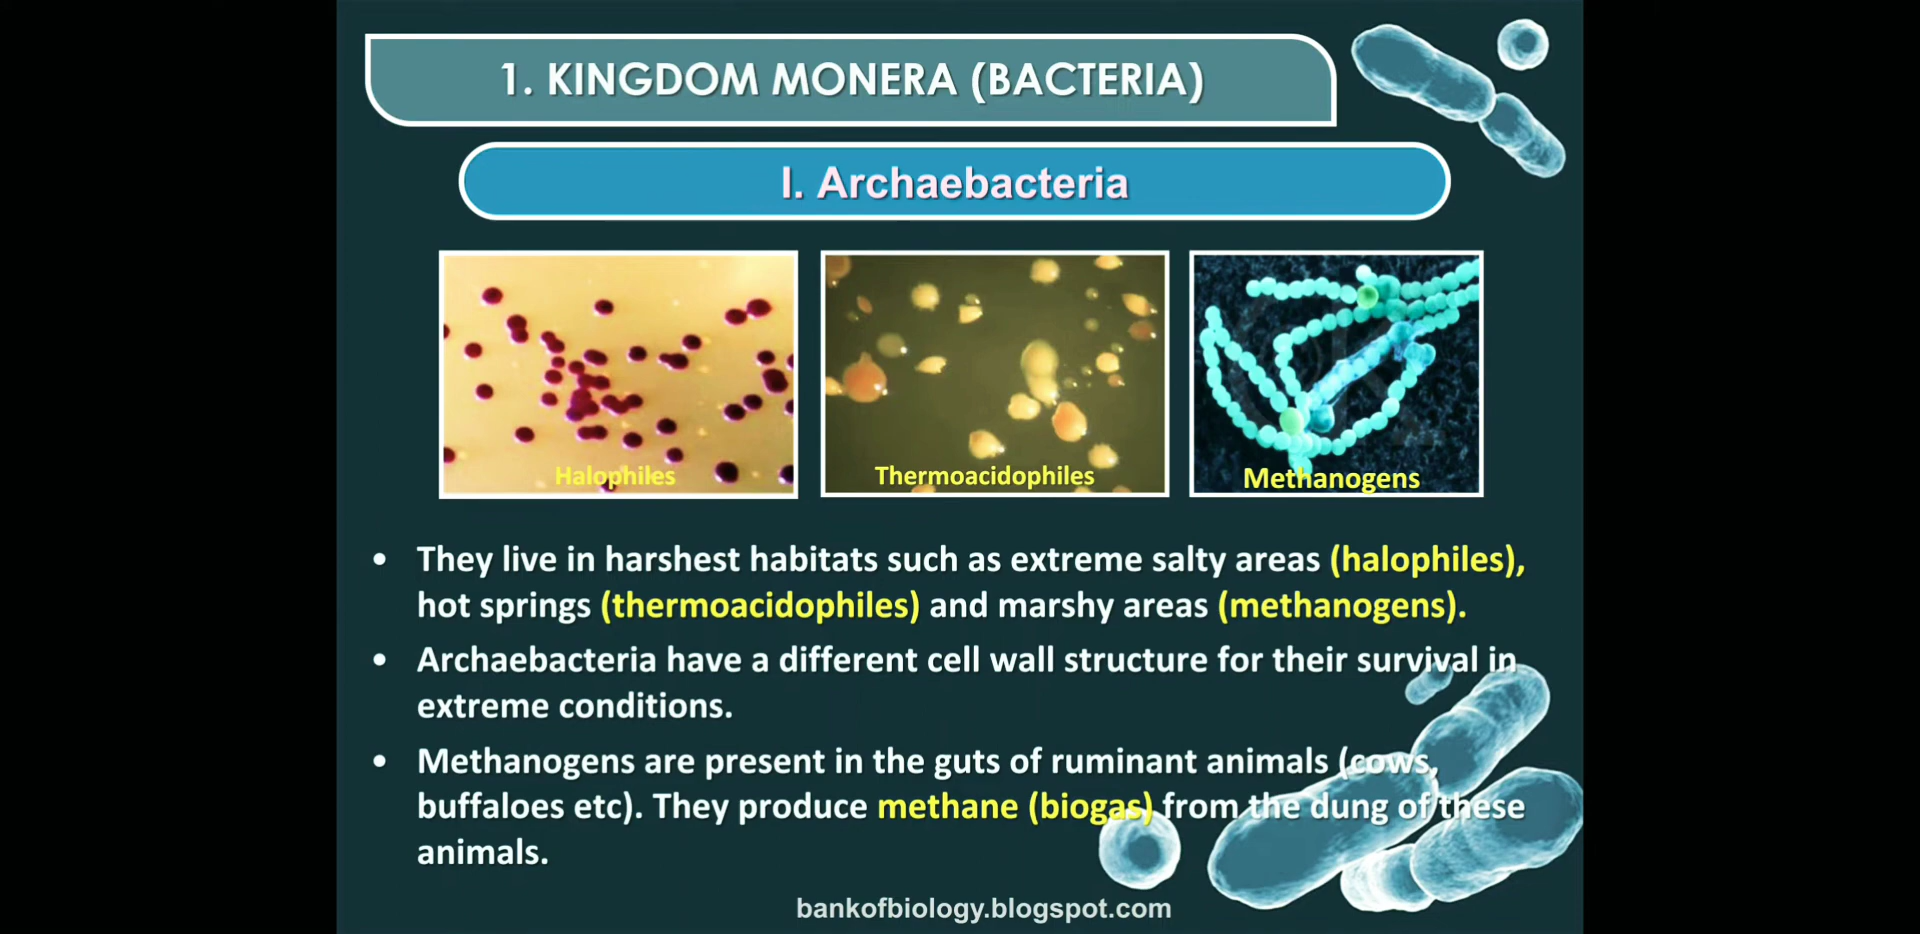 1. KINGDOM MONERA (BACTERIA)
I. Archaebacteria
Halophiles
Thermoacidophiles
Methanogens
• They live in harshest habitats such as extreme salty areas (halophiles),
hot springs (thermoacidophiles) and marshy areas (methanogens).
• Archaebacteria have a different cell wall structure for their survival in
extreme conditions.
• Methanogens are present in the guts of ruminant animals (cows,
buffaloes etc). They produce methane (biogas) from the dung of these
animals.
bankofbiology.blogspot.com